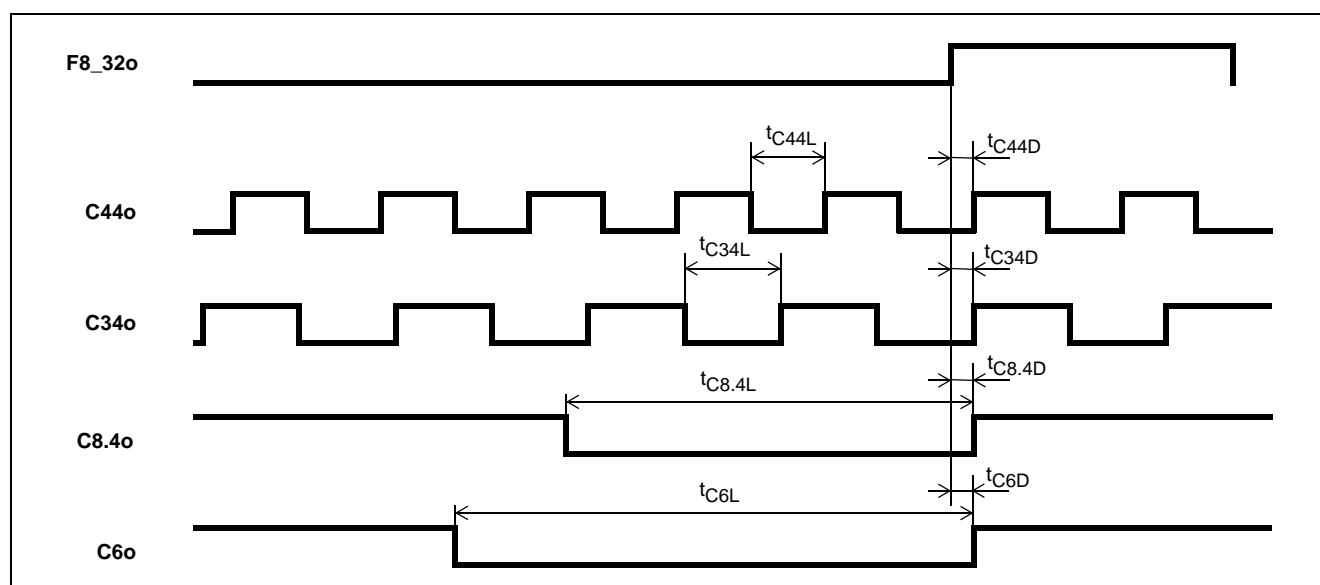 F8_32o
tC44L
tC44D
C44o
tC34L
tC34D
C34o
tC8.4L
tC8.4D
C8.4o
tC6L
tC6D
C6o